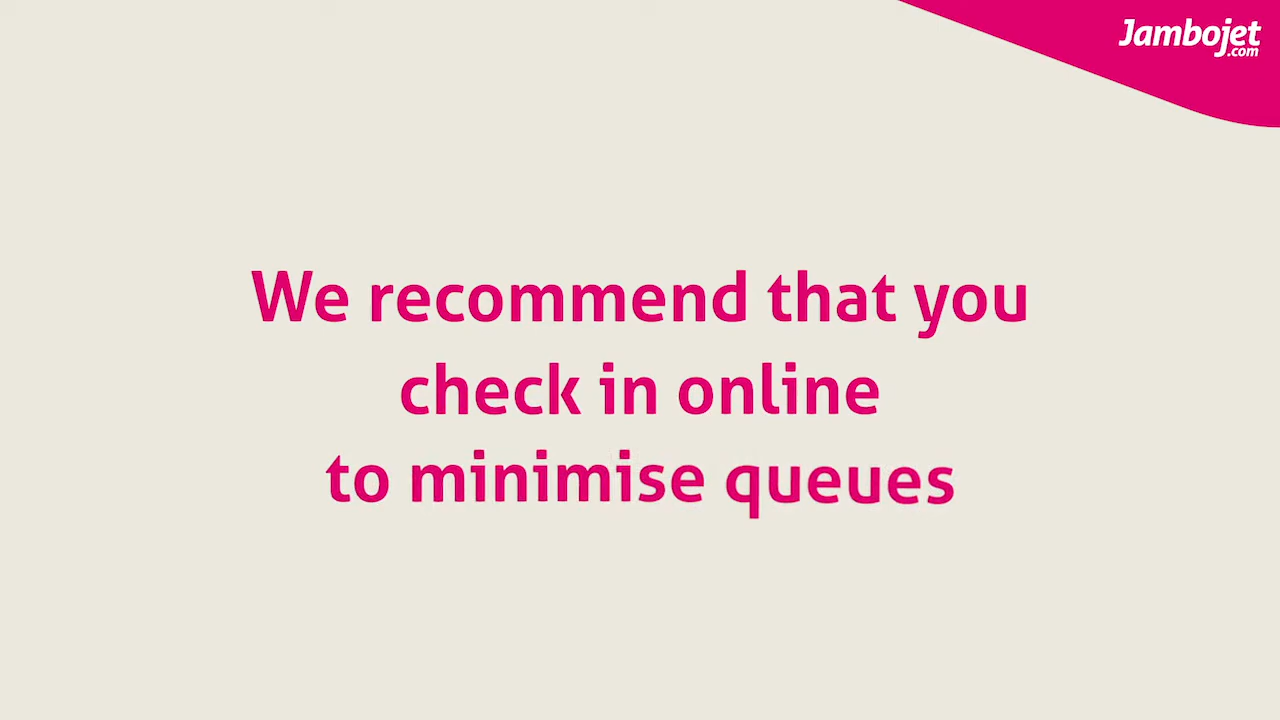 Jambojet
.com
We recommend that you
check in online
to minimise queues